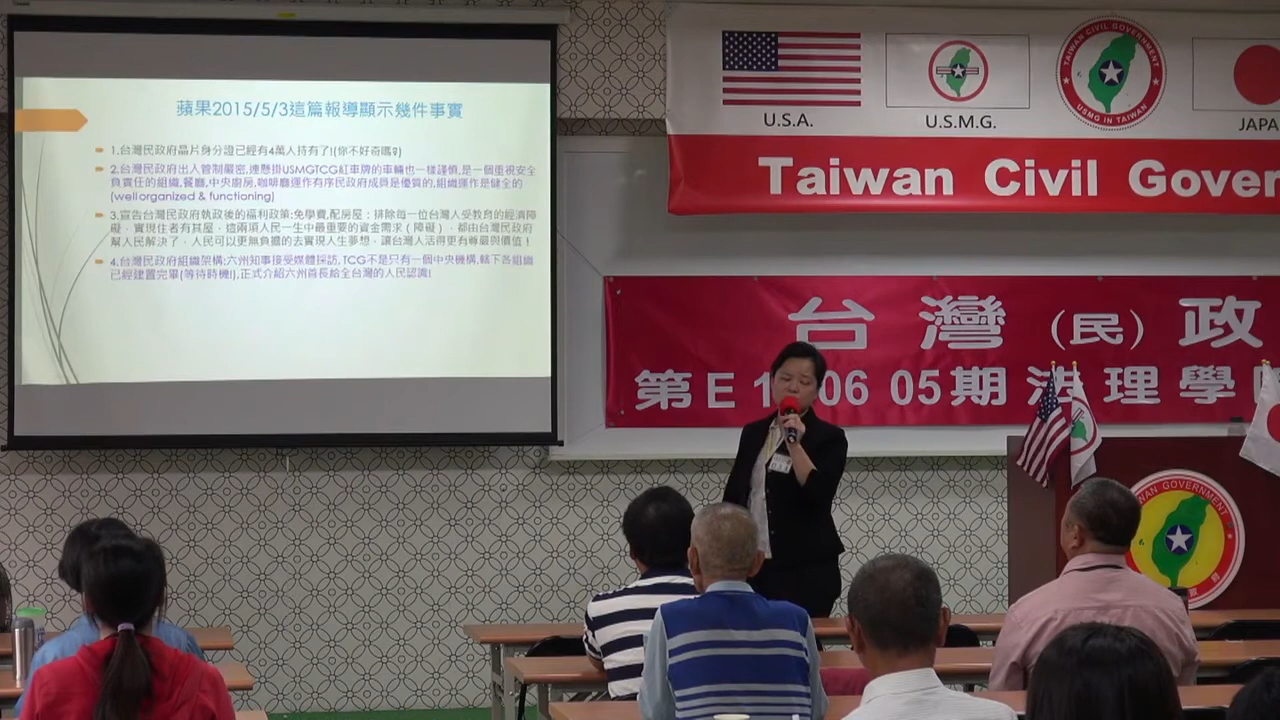 蘋果2015/5/3這篇報導顯示幾件事實
1.台灣民政府晶片身分證已經有4萬人持有了!(你不好奇嗎?)
2.台灣民政府出入管制嚴密,連懸掛USMGTCG紅車牌的車輛也一樣謹慎,是一個重視安全
負責任的組織,餐廳,中央廚房,咖啡廳運作有序民政府成員是優質的,組織運作是健全的
(well organized & functioning)
3.宣告台灣民政府執政後的福利政策:免學費,配房屋；排除每一位台灣人受教育的經濟障
礙，實現住者有其屋，這兩項人民一生中最重要的資金需求（障礙），都由台灣民政府
幫人民解決了，人民可以更無負擔的去實現人生夢想，讓台灣人活得更有尊嚴與價值！
4.台灣民政府組織架構:六州知事接受媒體採訪, TCG不是只有一個中央機構,轄下各組織
已經建置完畢(等待時機!),正式介紹六州首長給全台灣的人民認識!
U.S.A.
U.S.M.G.
TAIWAN CIVIL GOVERNMENT
USMG IN TAIWAN
JAPA
Taiwan Civil Gover
台灣（民）政
第E1 06 05期法理學
WAN GOVERNMENT